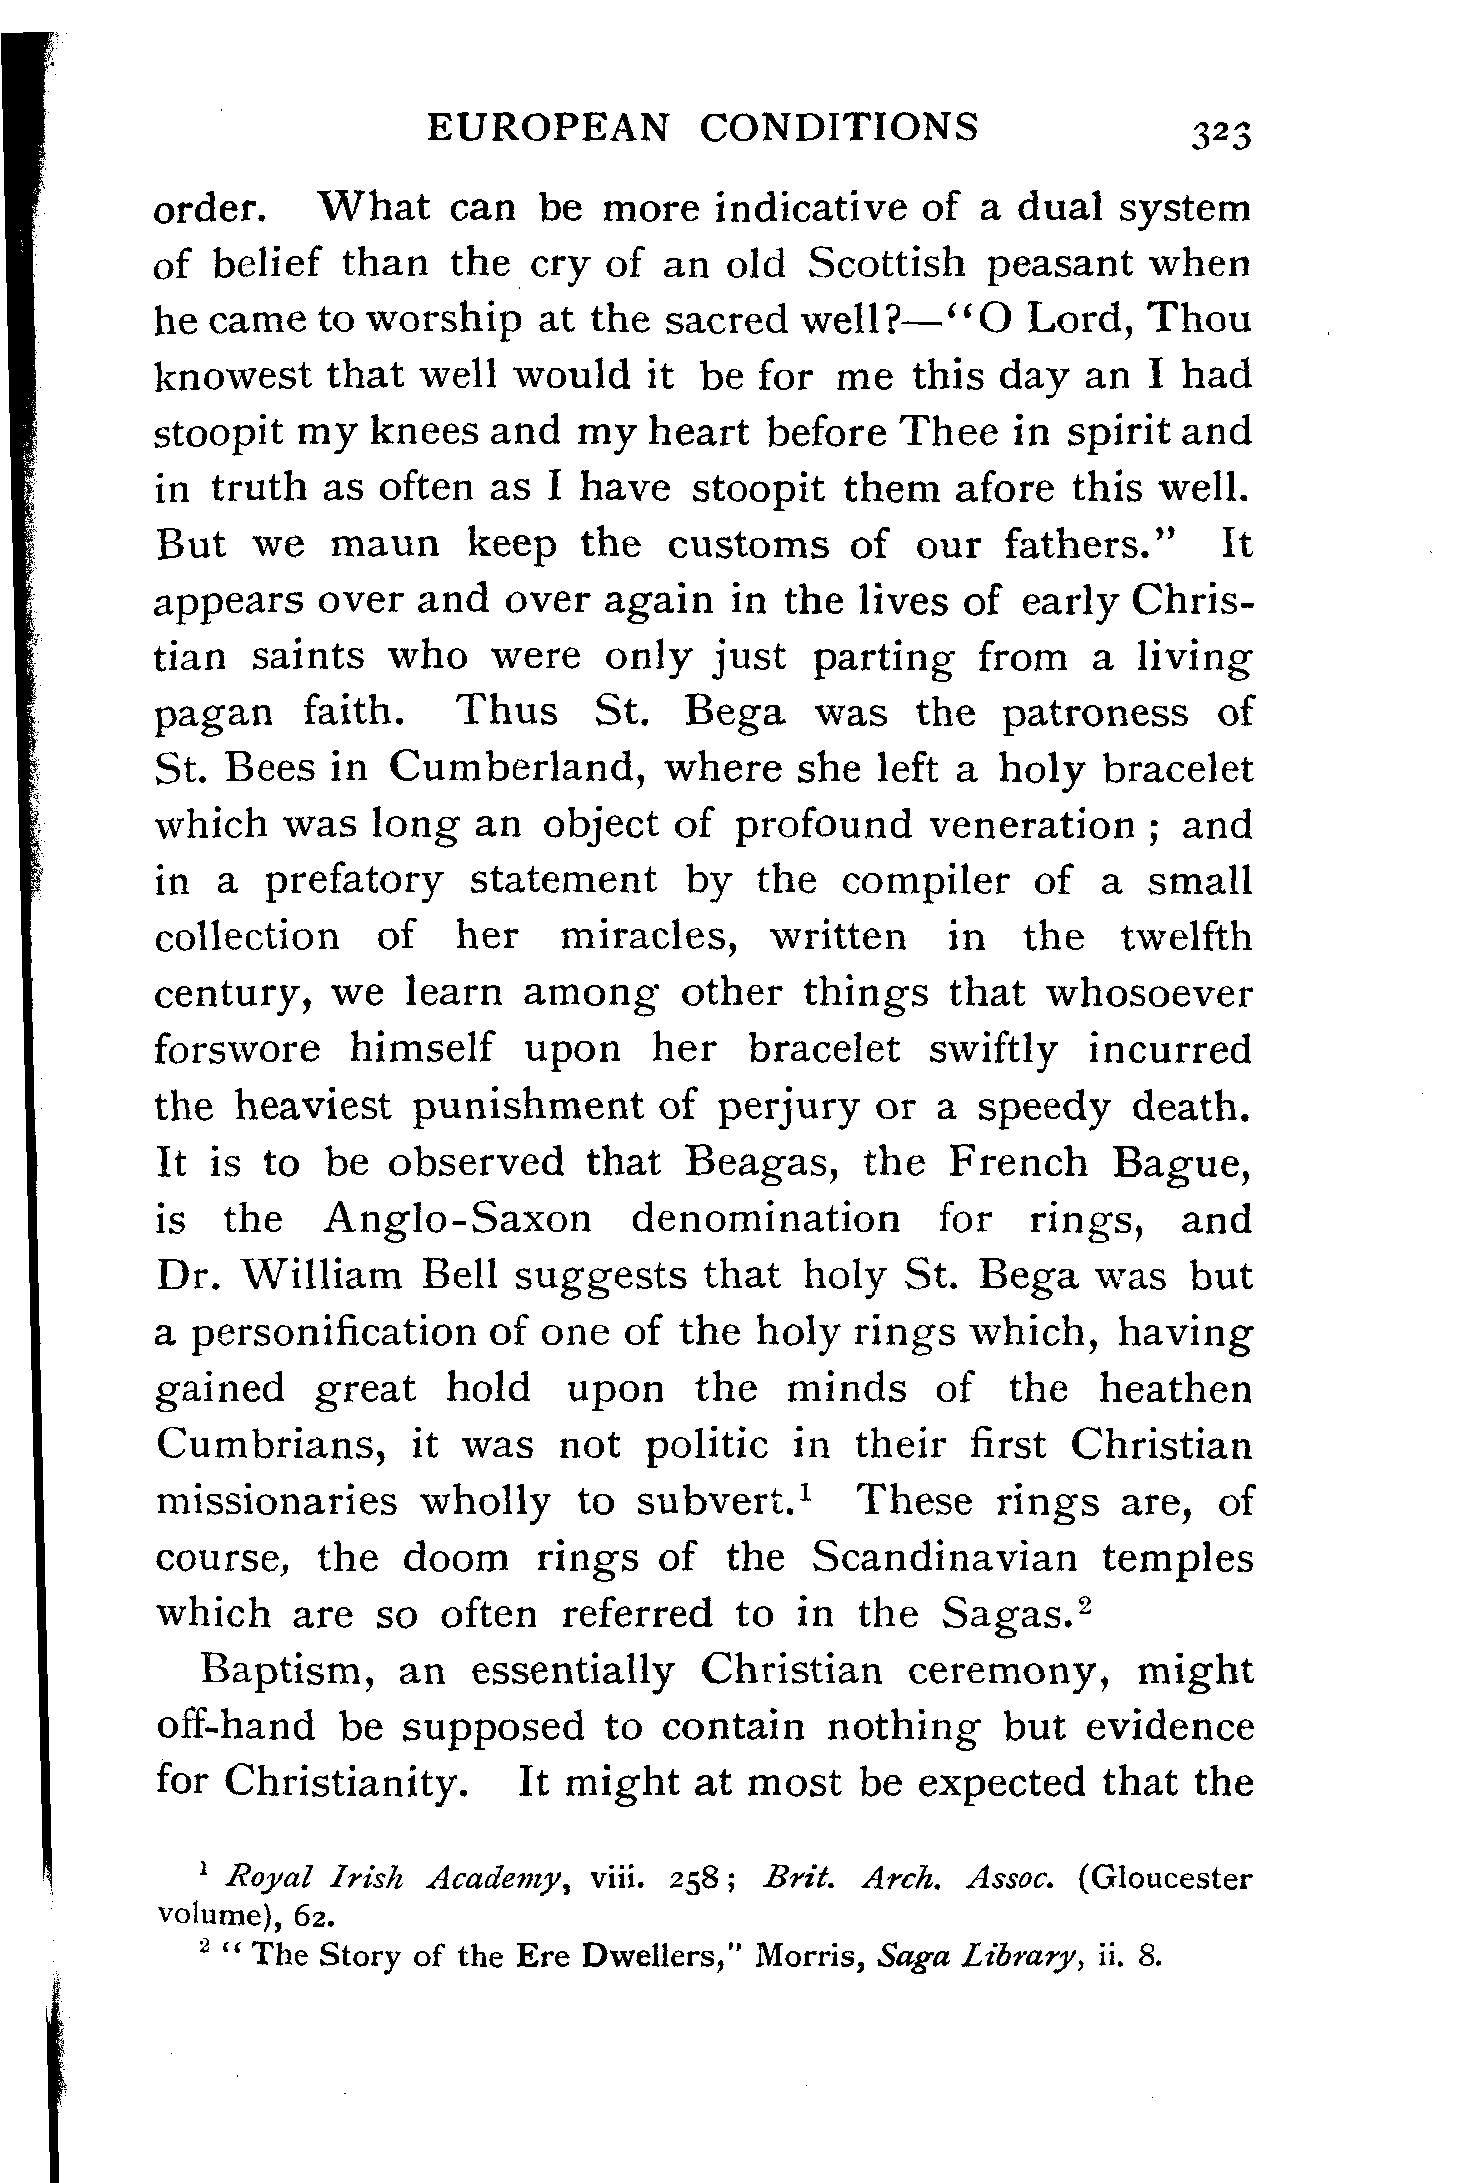 EUROPEAN CONDITIONS 323
order. What can be more indicative of a dual system
of belief than the cry of an old Scottish peasant when
he came to worship at the sacred well?—“O Lord, Thou
knowest that well would it be for me this day an I had
stoopit my knees and my heart before Thee in spirit and
in truth as often as I have stoopit them afore this well.
But we maun keep the customs of our fathers.” It
appears over and over again in the lives of early Chris-
tian saints who were only just parting from a living
pagan faith. Thus St. Bega was the patroness of
St. Bees in Cumberland, where she left a holy bracelet
which was long an object of profound veneration ; and
in a prefatory statement by the compiler of a small
collection of her miracles, written in the twelfth
century, we learn among other things that whosoever
forswore himself upon her bracelet swiftly incurred
the heaviest punishment of perjury or a speedy death.
It is to be observed that Beagas, the French Bague,
is the Anglo-Saxon denomination for rings, and
Dr. William Bell suggests that holy St. Bega was but
a personification of one of the holy rings which, having
gained great hold upon the minds of the heathen
Cumbrians, it was not politic in their first Christian
missionaries wholly to subvert.¹ These rings are, of
course, the doom rings of the Scandinavian temples
which are so often referred to in the Sagas.²
Baptism, an essentially Christian ceremony, might
off-hand be supposed to contain nothing but evidence
for Christianity. It might at most be expected that the
¹ Royal Irish Academy, viii. 258 ; Brit. Arch. Assoc. (Gloucester
volume), 62.
² “ The Story of the Ere Dwellers,” Morris, Saga Library, ii. 8.